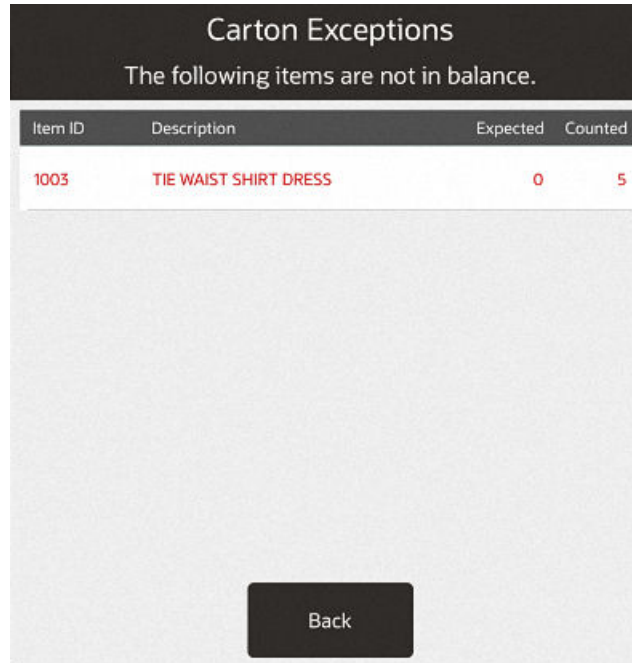 Carton Exceptions
The following items are not in balance.
Item ID Description Expected Counted
1003 TIE WAIST SHIRT DRESS 0 5
Back